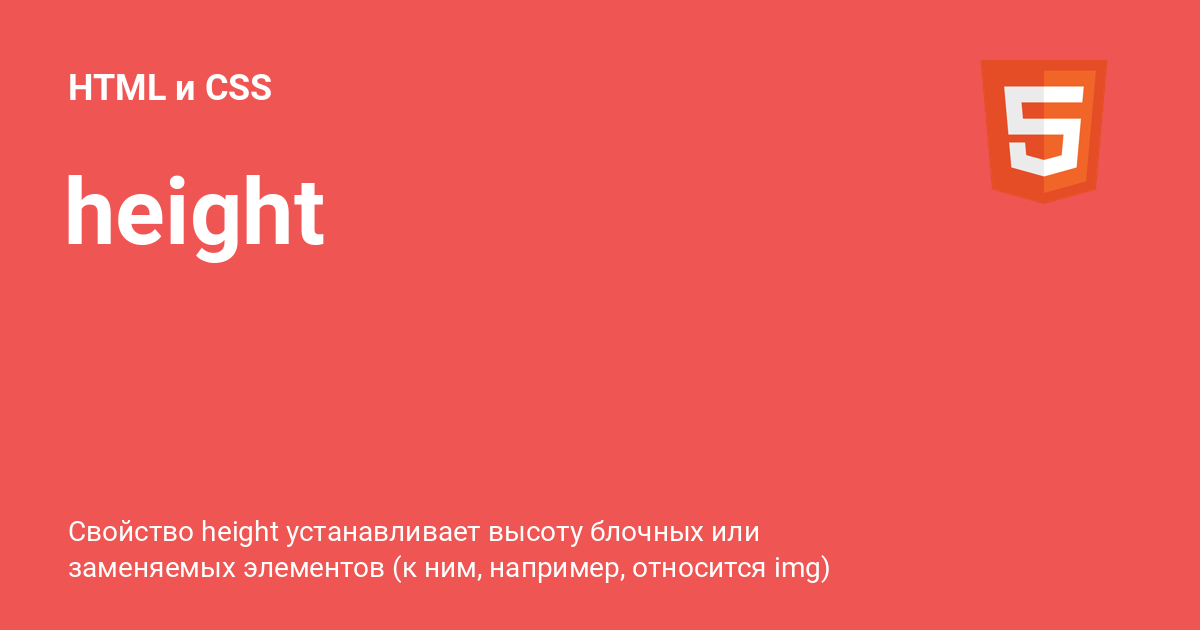 HTML и CSS
height
Свойство height устанавливает высоту блочных или
заменяемых элементов (к ним, например, относится img)